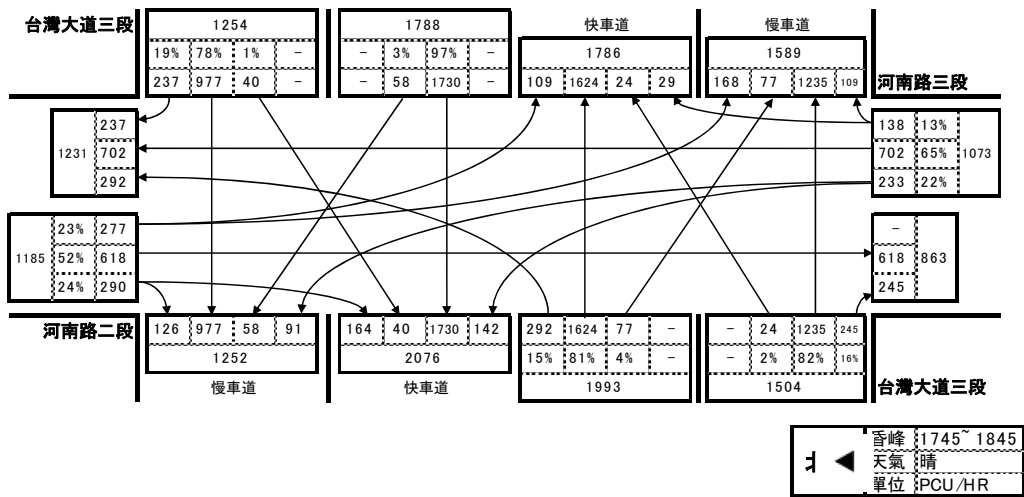 台灣大道三段
1254
19% 78% 1% -
237 977 40 -
1788
- 3% 97% -
- 58 1730 -
快車道
1786
109 1624 24 29
慢車道
1589
168 77 1235 109
河南路三段
1231
237
702
292
138 13%
702 65%
233 22%
1073
1185
23% 277
52% 618
24% 290
-
618
245
863
河南路二段
126 977 58 91
1252
慢車道
164 40 1730 142
2076
快車道
292 1624 77 -
15% 81% 4% -
1993
- 24 1235 245
- 2% 82% 16%
1504
台灣大道三段
北
昏峰 1745~1845
天氣 晴
單位 PCU/HR